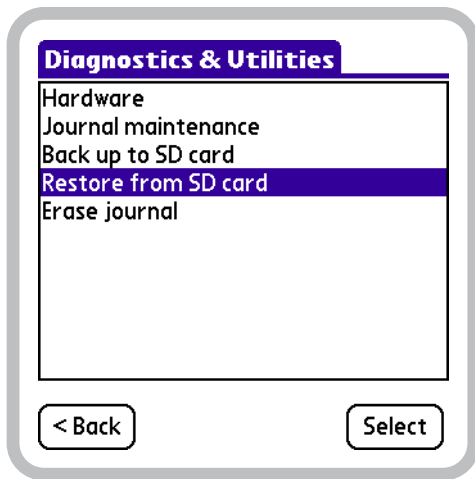 Diagnostics & Utilities
Hardware
Journal maintenance
Back up to SD card
Restore from SD card
Erase journal
< Back
Select